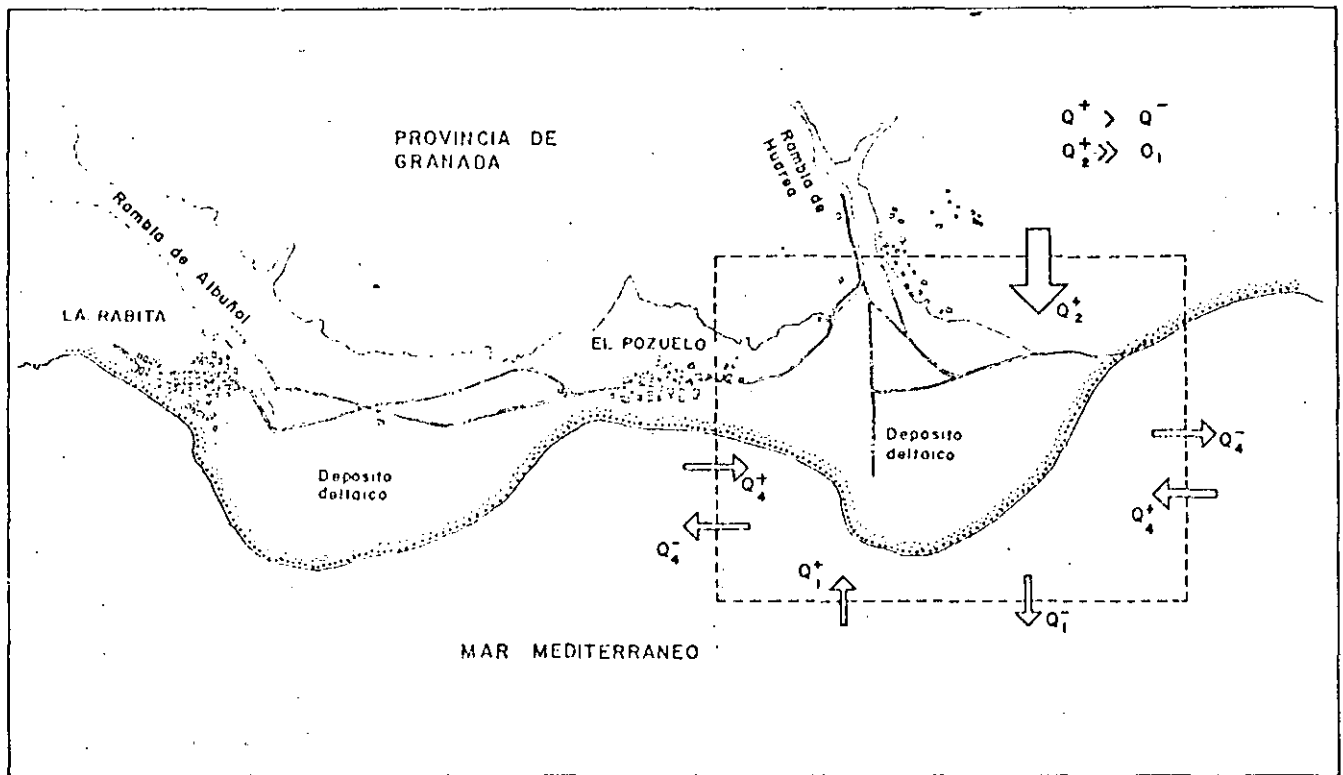 PROVINCIA DE
GRANADA
Rambla de
Huarea
Q⁺ > Q⁻
Q₂⁺ >> Q₁
Rambla de Albuñol
LA RABITA
Q₂⁺
EL POZUELO
Deposito
deltaico
Q₄⁻
Deposito
deltaico
Q₄⁺
Q₄⁺
Q₄⁻
Q₁⁺
Q₁⁻
MAR MEDITERRANEO